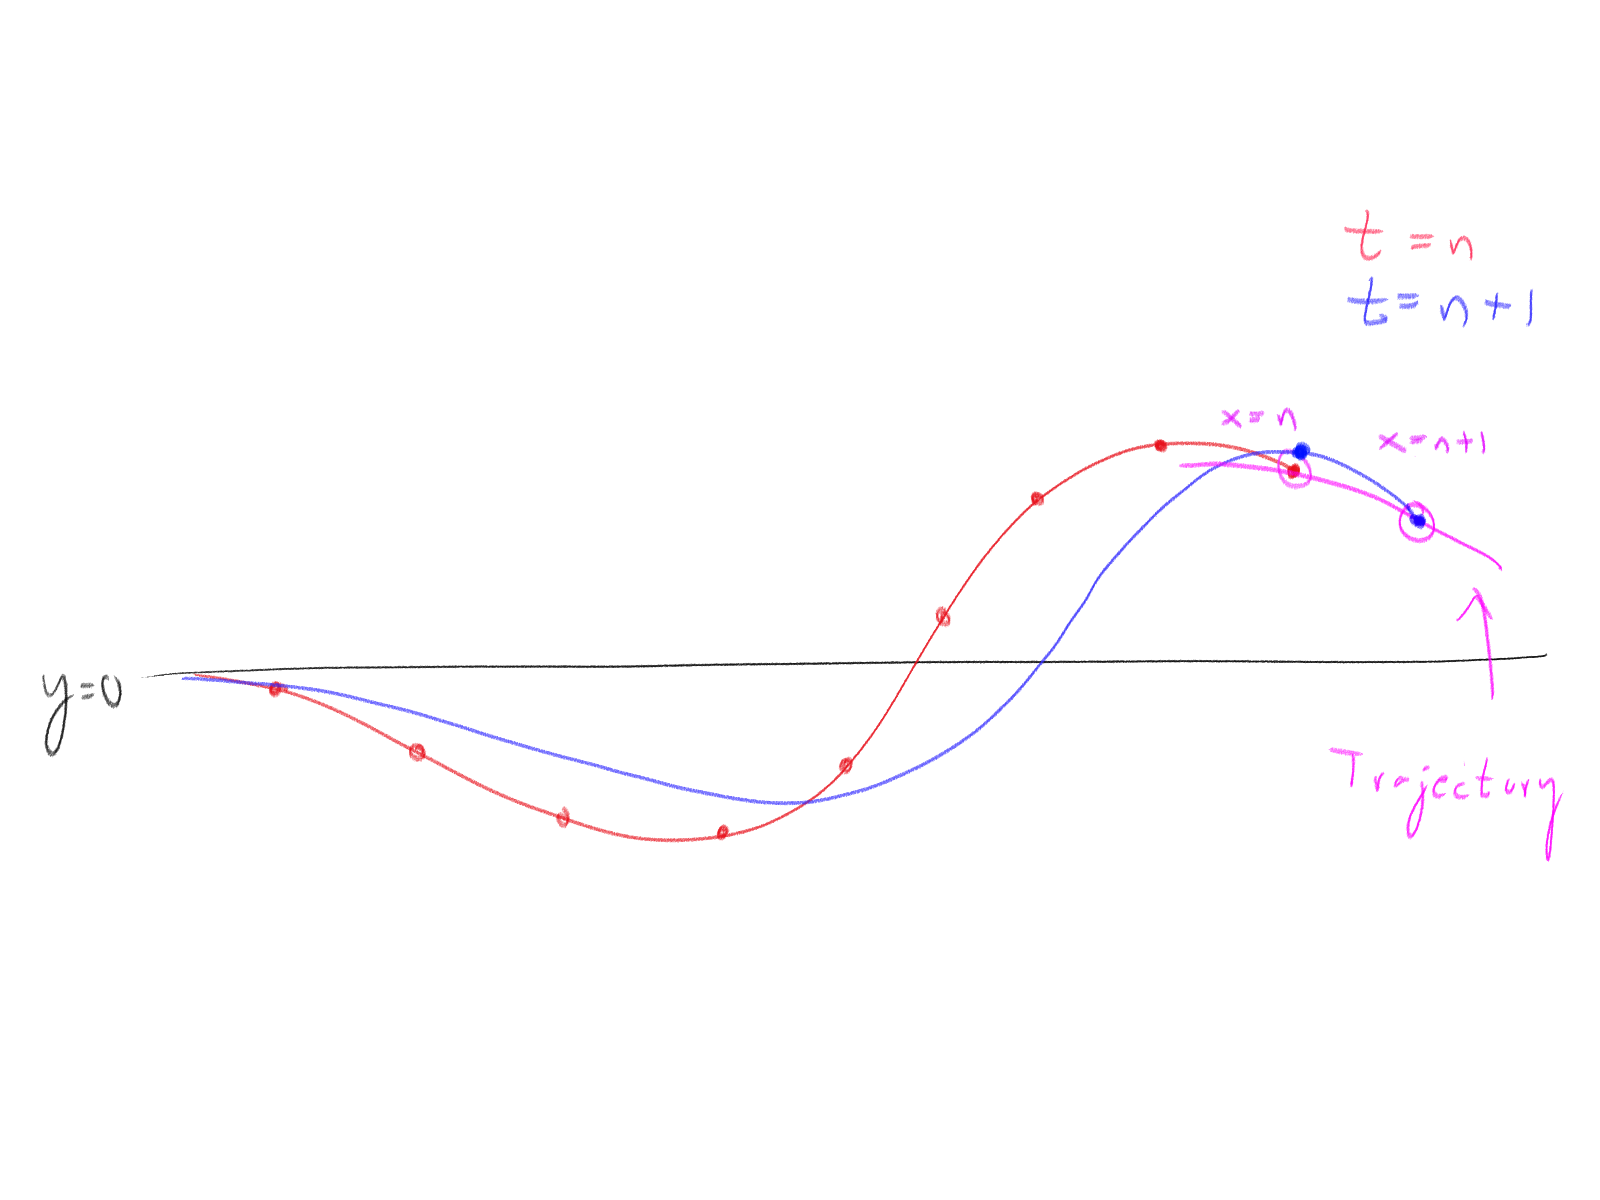 t = n
t = n + 1
x = n
x = n+1
y=0
Trajectory